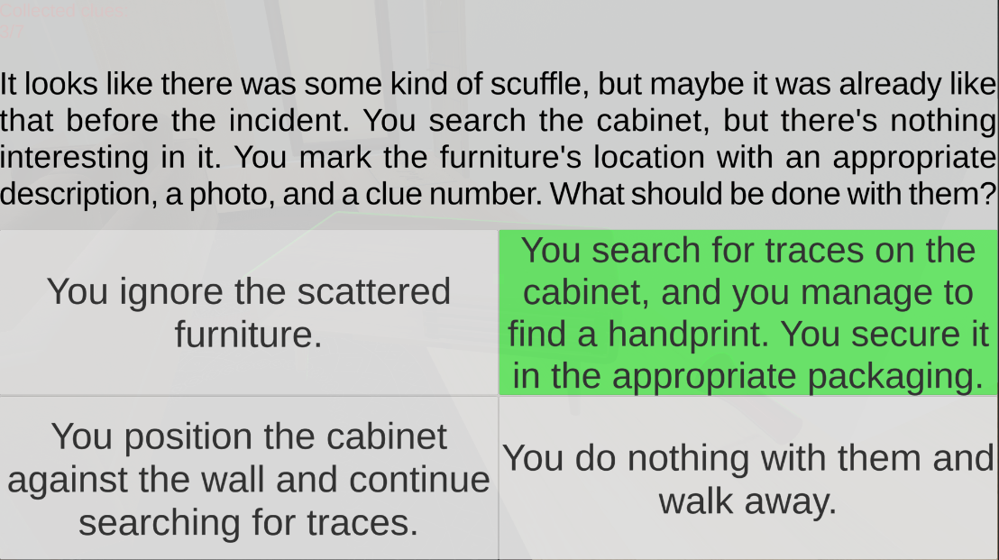 Collected clues
3/7
It looks like there was some kind of scuffle, but maybe it was already like
that before the incident. You search the cabinet, but there's nothing
interesting in it. You mark the furniture's location with an appropriate
description, a photo, and a clue number. What should be done with them?
You ignore the scattered
furniture.
You search for traces on the
cabinet, and you manage to
find a handprint. You secure it
in the appropriate packaging.
You position the cabinet
against the wall and continue
searching for traces.
You do nothing with them and
walk away.